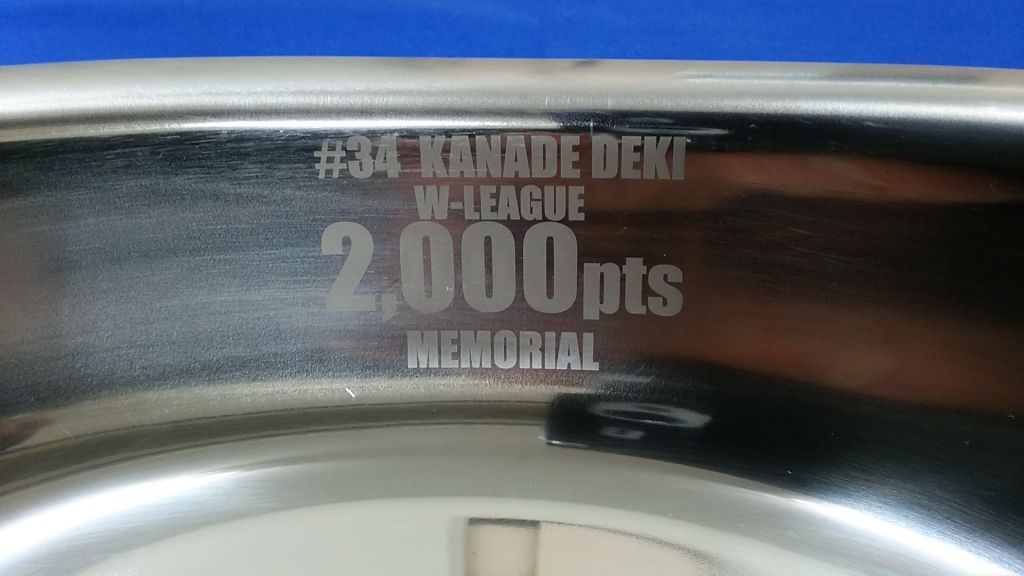 #34 KANADE DEKI
W-LEAGUE
2,000pts
MEMORIAL